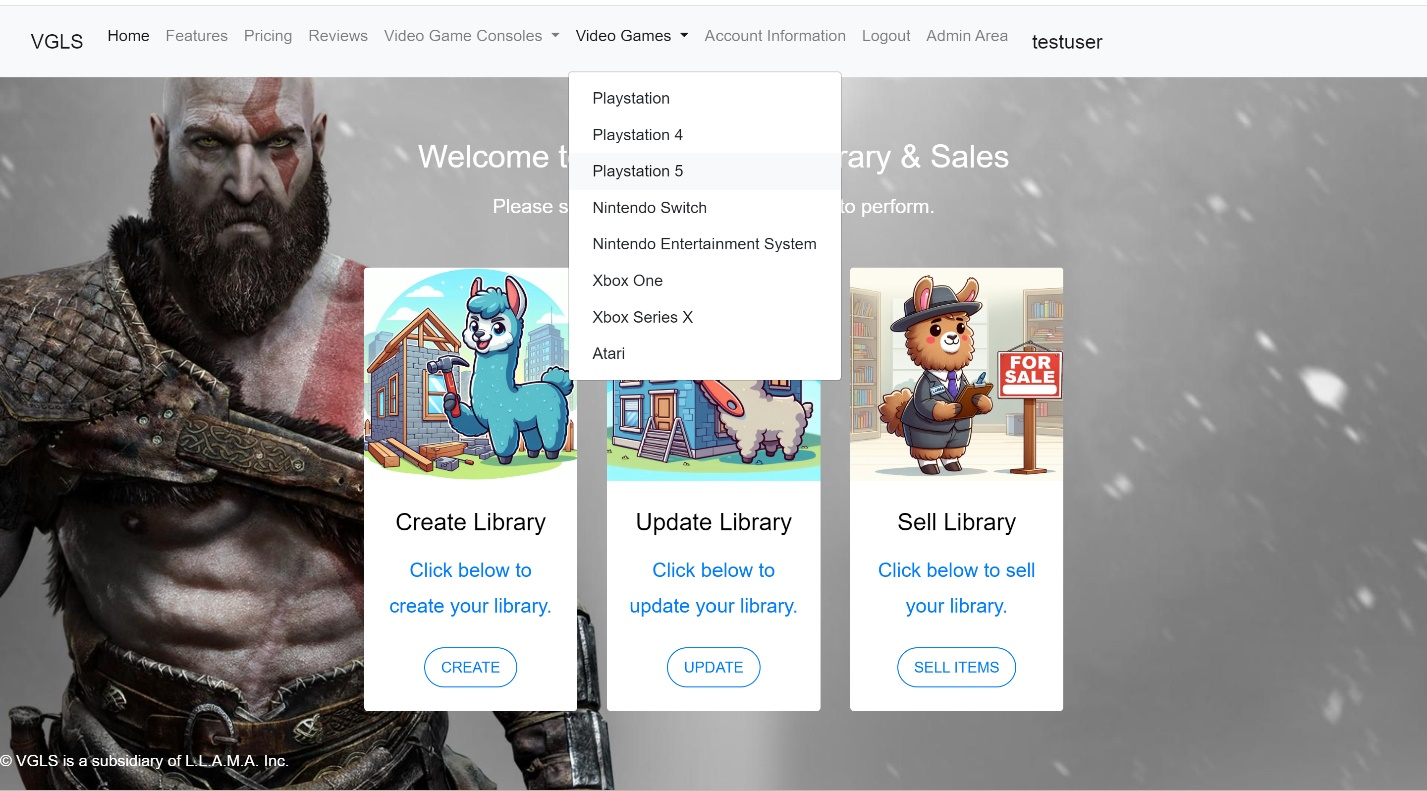 VGLS Home Features Pricing Reviews Video Game Consoles Video Games Account Information Logout Admin Area testuser
Playstation
Playstation 4
Welcome rary & Sales
Playstation 5
Please to perform.
Nintendo Switch
Nintendo Entertainment System
Xbox One
Xbox Series X
Atari
FOR
SALE
Create Library
Click below to
create your library.
CREATE
Update Library
Click below to
update your library.
UPDATE
Sell Library
Click below to sell
your library.
SELL ITEMS
© VGLS is a subsidiary of L.L.A.M.A. Inc.